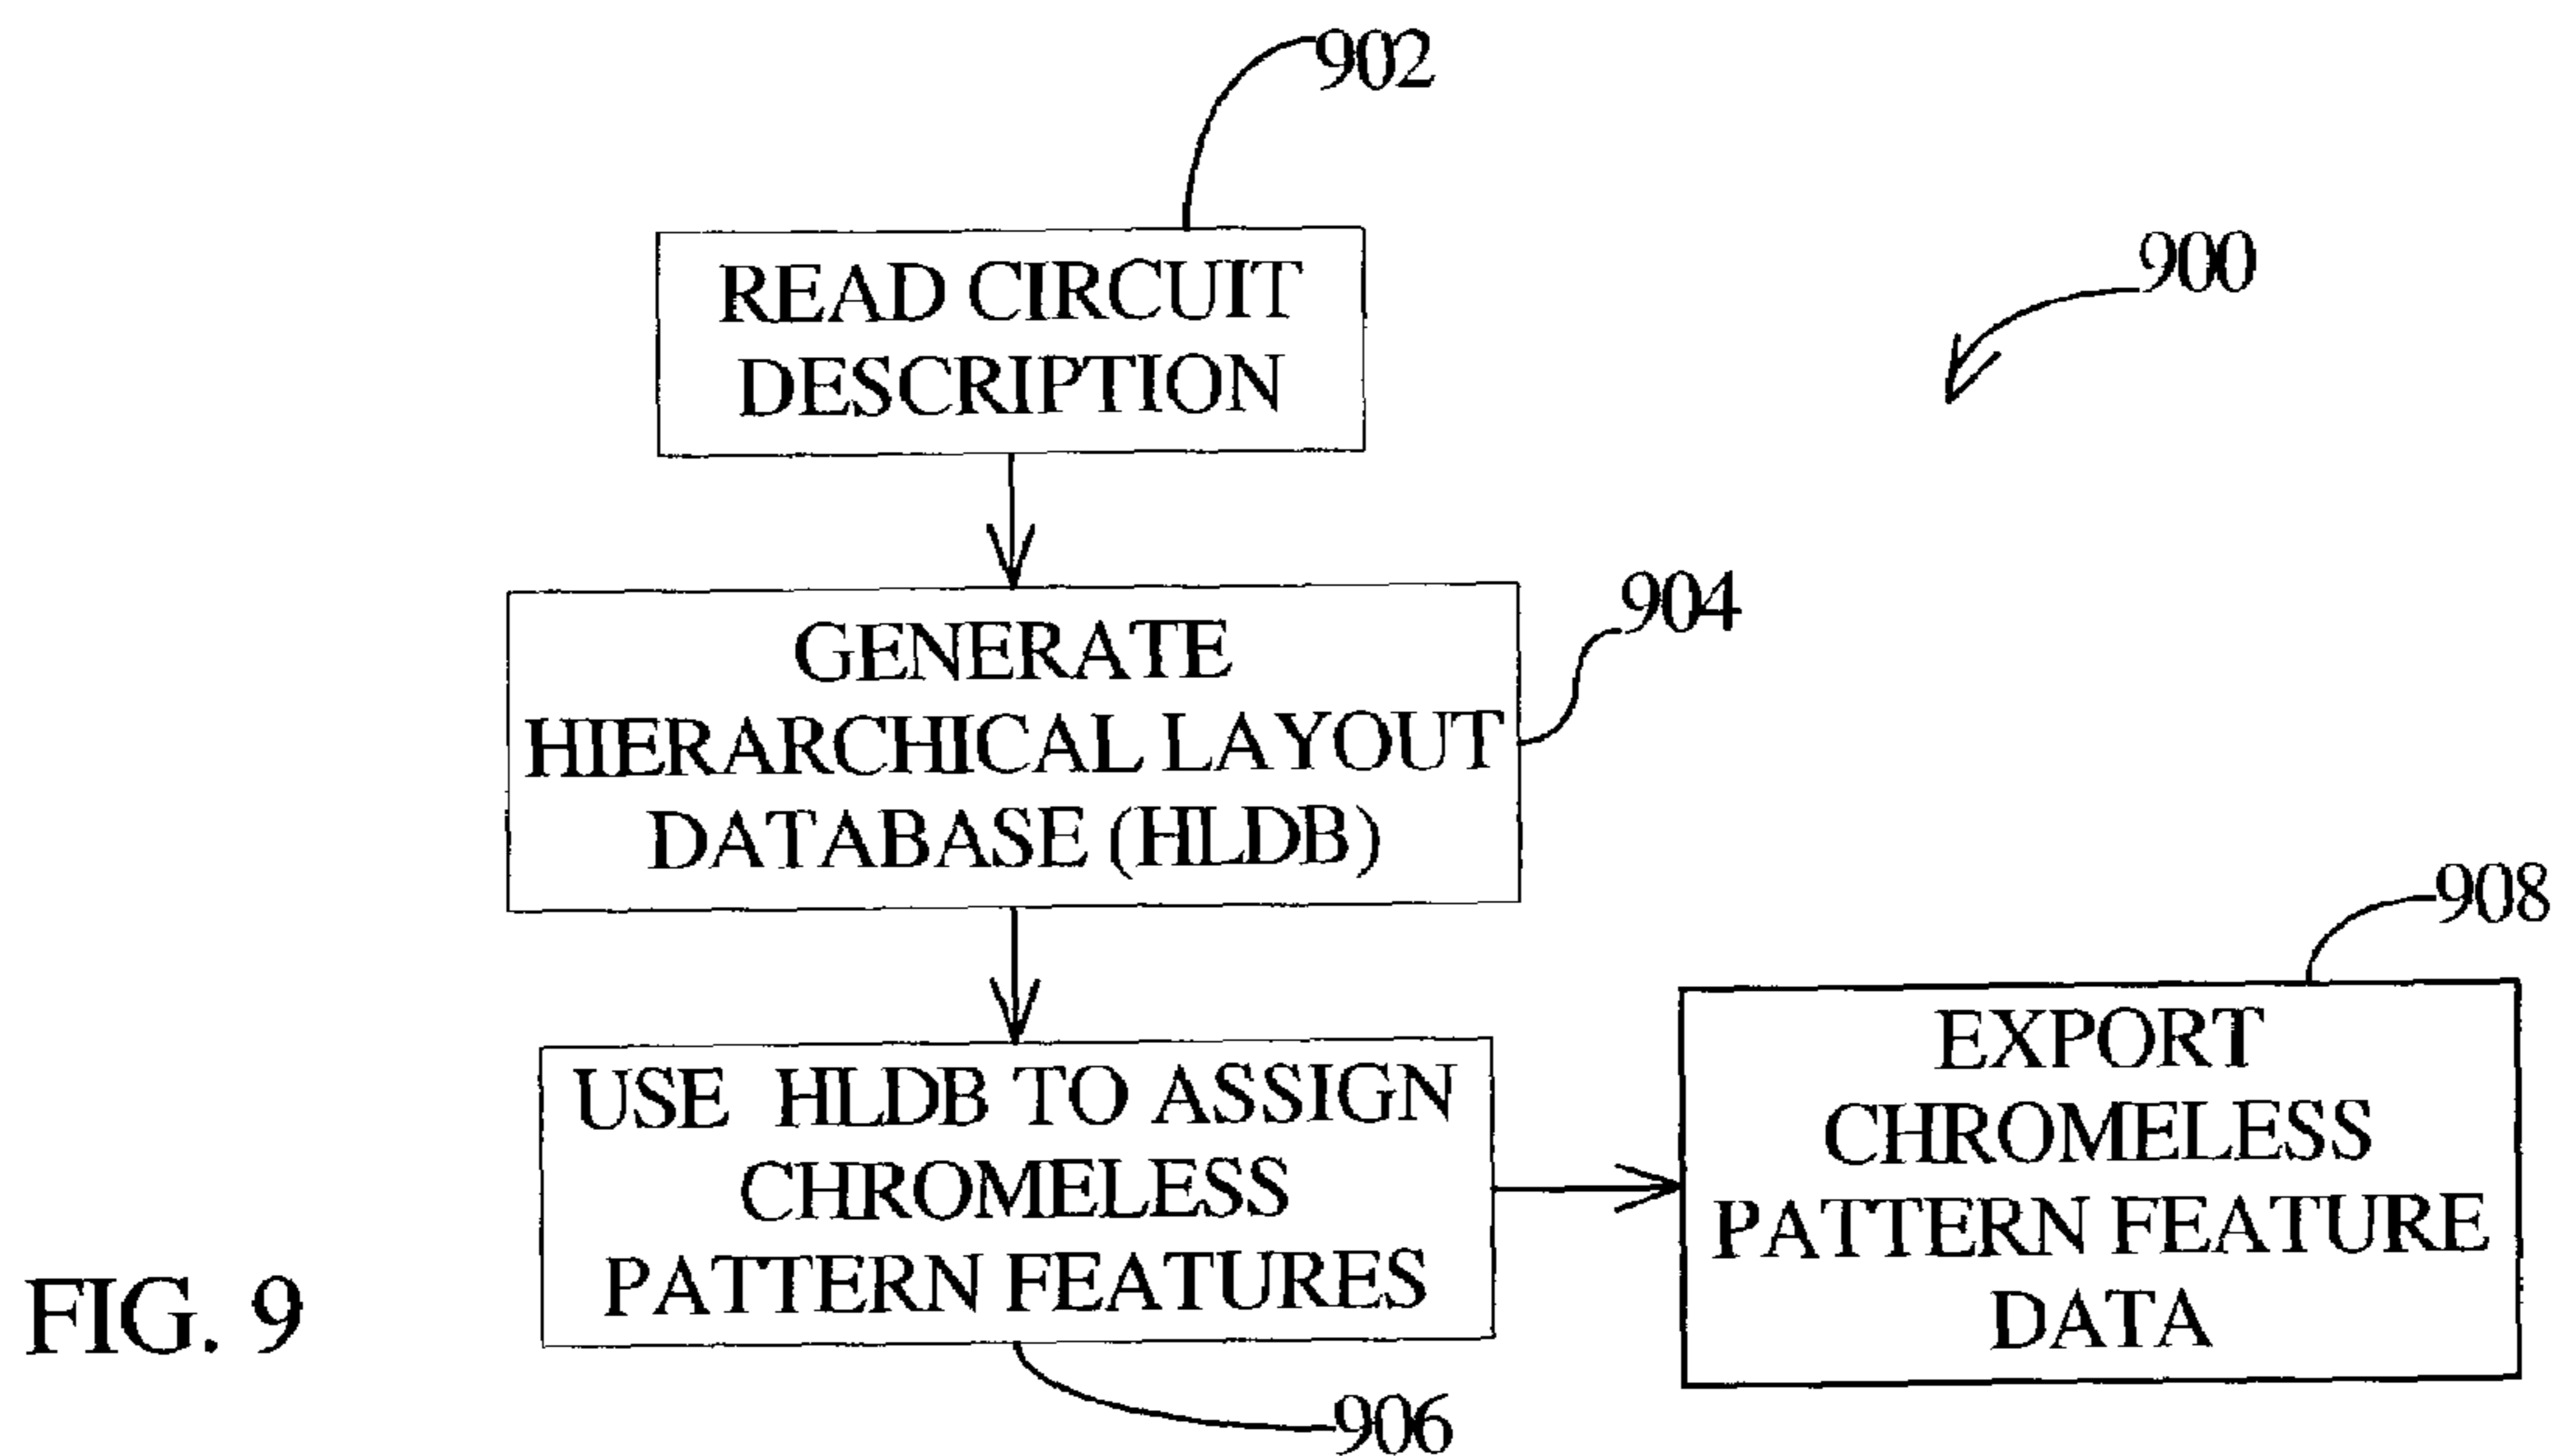 902
READ CIRCUIT
DESCRIPTION
900
GENERATE
HIERARCHICAL LAYOUT
DATABASE (HLDB)
904
USE HLDB TO ASSIGN
CHROMELESS
PATTERN FEATURES
906
908
EXPORT
CHROMELESS
PATTERN FEATURE
DATA
FIG. 9